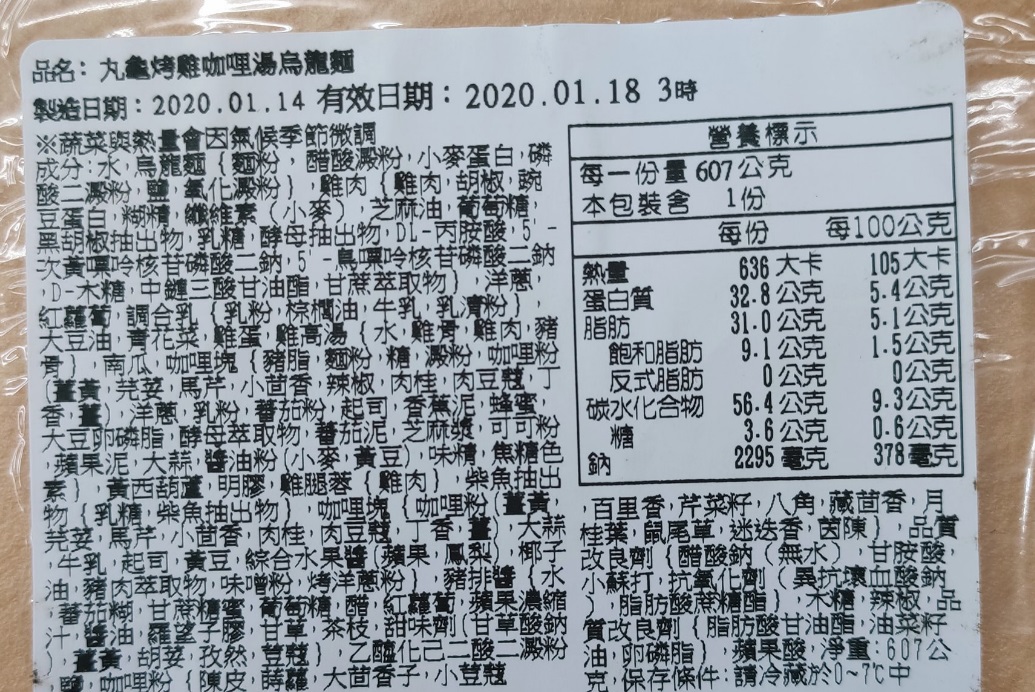 品名: 丸龜烤雞咖哩湯烏龍麵
製造日期: 2020.01.14 有效日期: 2020.01.18 3時
※蔬菜與熱量會因氣候季節微調
成分:水,烏龍麵{麵粉,醋酸澱粉,小麥蛋白,磷
酸二澱粉,鹽,氧化澱粉},雞肉{雞肉,胡椒,豌
豆蛋白,糊精,纖維素(小麥),芝麻油,葡萄糖,
黑胡椒抽出物,乳糖,酵母抽出物,DL-丙胺酸,5'-
次黃嘌呤核苷磷酸二鈉,5'-鳥嘌呤核苷磷酸二鈉
,D-木糖,中鏈三酸甘油酯,甘蔗萃取物},洋蔥,
紅蘿蔔,調合乳{乳粉,棕櫚油,牛乳,乳清粉},
大豆油,青花菜,雞蛋,雞高湯{水,雞骨,雞肉,豬
骨},南瓜,咖哩塊{豬脂,麵粉,糖,澱粉,咖哩粉
(薑黃,芫荽,馬芹,小茴香,辣椒,肉桂,肉豆蔻,丁
香,薑),洋蔥,乳粉,蕃茄粉,起司,香蕉泥,蜂蜜,
大豆卵磷脂,酵母萃取物,蕃茄泥,芝麻漿,可可粉
,蘋果泥,大蒜,醬油粉(小麥,黃豆),味精,焦糖色
素},黃西葫蘆,明膠,雞腿蓉{雞肉},柴魚抽出
物{乳糖,柴魚抽出物},咖哩塊{咖哩粉(薑黃,
芫荽,馬芹,小茴香,肉桂,肉豆蔻,丁香,薑),大蒜
,牛乳,起司,黃豆,綜合水果醬(蘋果,鳳梨),椰子
油,豬肉萃取物,味噌粉,烤洋蔥粉},豬排醬{水
,蕃茄糊,甘蔗糖蜜,葡萄糖,醋,紅蘿蔔,蘋果濃縮
汁,醬油,羅望子膠,甘草,茶枝,甜味劑(甘草酸鈉
),薑黃,胡荽,孜然,荳蔻},乙醯化己二酸二澱粉
,鹽,咖哩粉{陳皮,蒔蘿,大茴香子,小荳蔻
營養標示
每一份量 607公克
本包裝含 1份
每份 每100公克
熱量 636 大卡 105大卡
蛋白質 32.8 公克 5.4公克
脂肪 31.0 公克 5.1公克
飽和脂肪 9.1 公克 1.5公克
反式脂肪 0 公克 0公克
碳水化合物 56.4 公克 9.3公克
糖 3.6 公克 0.6公克
鈉 2295 毫克 378毫克
,百里香,芹菜籽,八角,藏茴香,月
桂葉,鼠尾草,迷迭香,茵陳},品質
改良劑{醋酸鈉(無水),甘胺酸,
小蘇打,抗氧化劑(異抗壞血酸鈉
),脂肪酸蔗糖酯},木糖,辣椒,品
質改良劑{脂肪酸甘油酯,油菜籽
油,卵磷脂},蘋果酸,淨重:607公
克,保存條件:請冷藏於0~7℃中